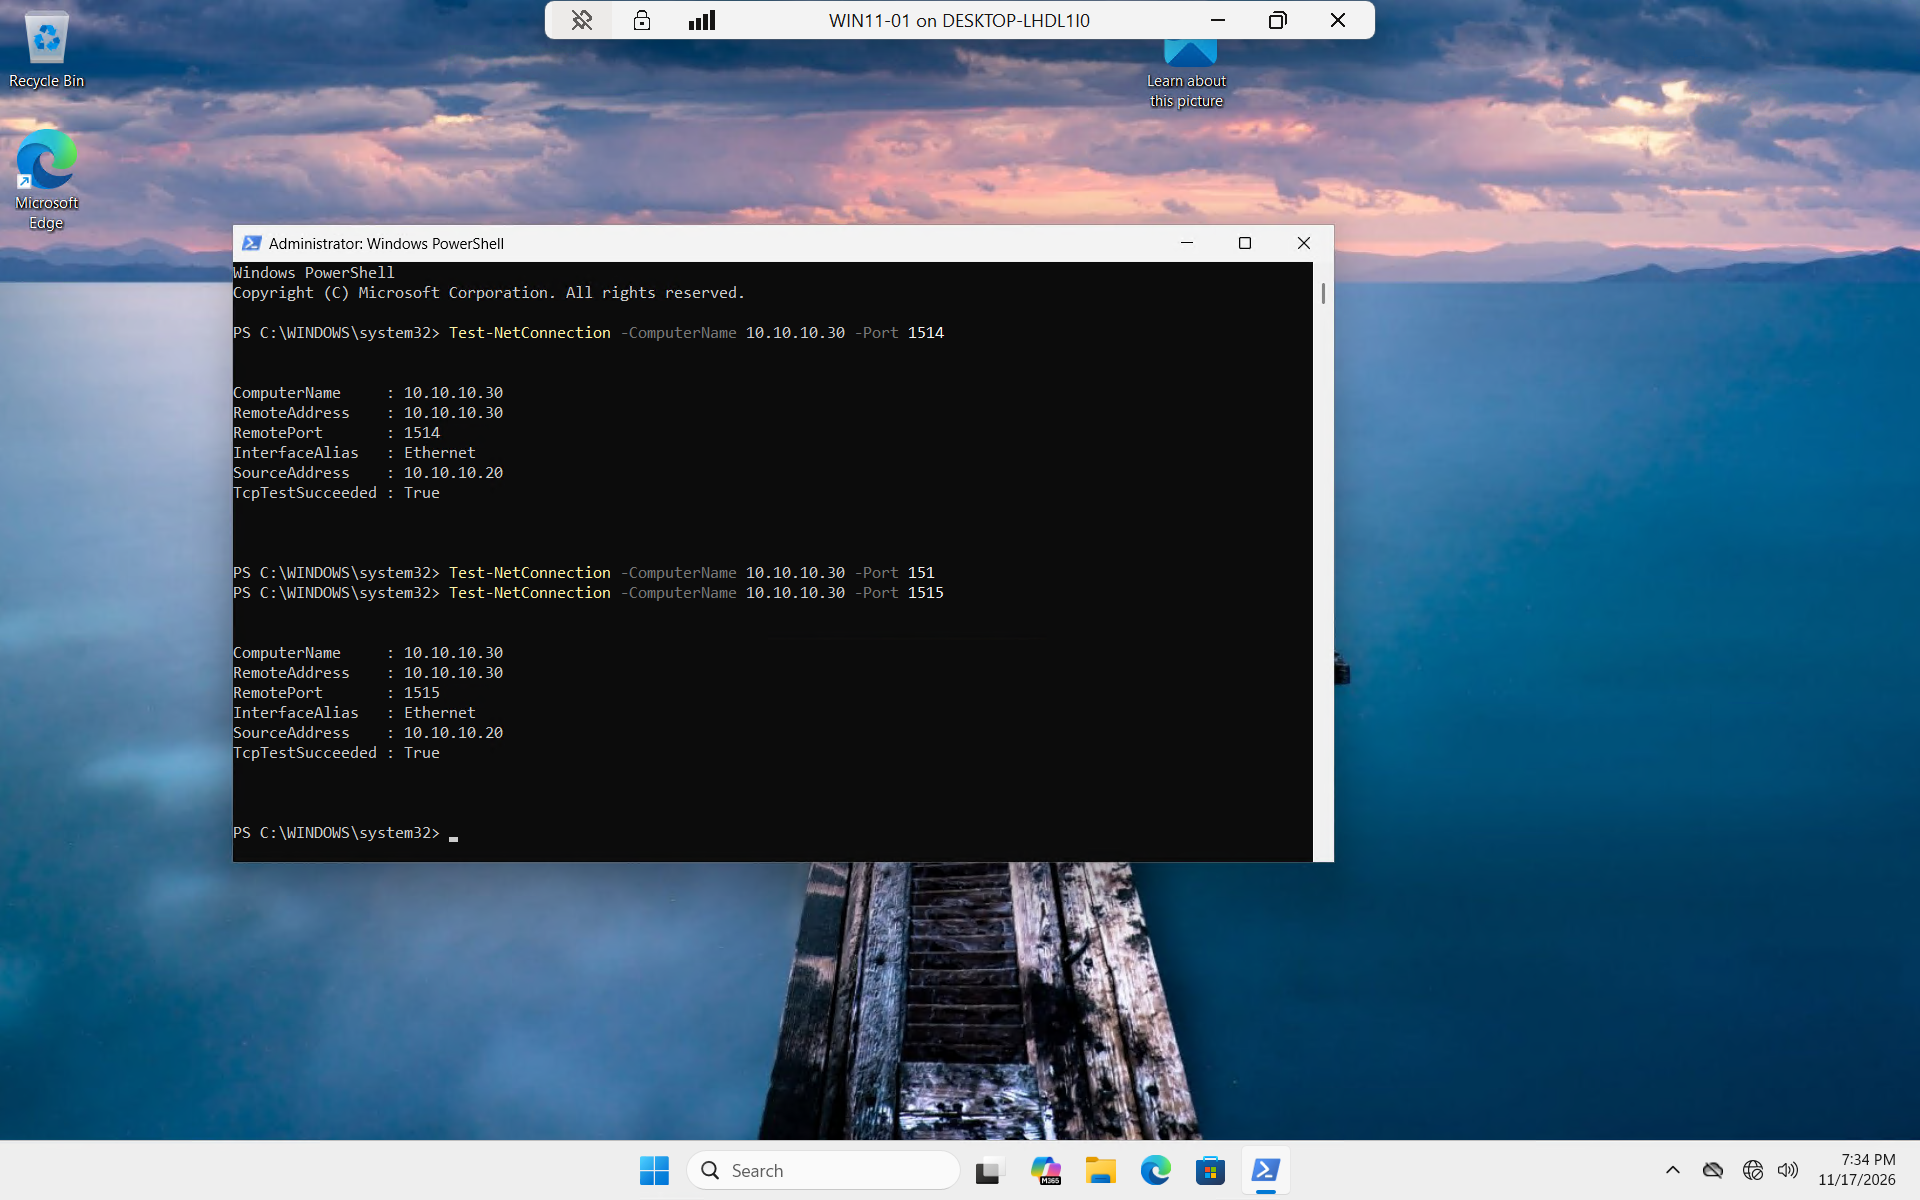 WIN11-01 on DESKTOP-LHDL1I0
Recycle Bin
Learn about
this picture
Microsoft
Edge
Administrator: Windows PowerShell
Windows PowerShell
Copyright (C) Microsoft Corporation. All rights reserved.
PS C:\WINDOWS\system32> Test-NetConnection -ComputerName 10.10.10.30 -Port 1514
ComputerName     : 10.10.10.30
RemoteAddress    : 10.10.10.30
RemotePort       : 1514
InterfaceAlias   : Ethernet
SourceAddress    : 10.10.10.20
TcpTestSucceeded : True
PS C:\WINDOWS\system32> Test-NetConnection -ComputerName 10.10.10.30 -Port 151
PS C:\WINDOWS\system32> Test-NetConnection -ComputerName 10.10.10.30 -Port 1515
ComputerName     : 10.10.10.30
RemoteAddress    : 10.10.10.30
RemotePort       : 1515
InterfaceAlias   : Ethernet
SourceAddress    : 10.10.10.20
TcpTestSucceeded : True
PS C:\WINDOWS\system32>
Search
M365
7:34 PM
11/17/2026